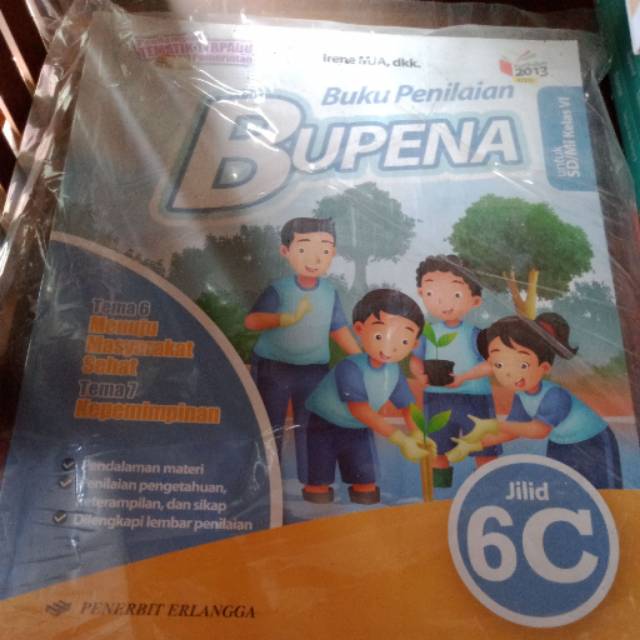 Irene MJA, dkk.
2013
Buku Penilaian
BUPENA
untuk
SD/MI Kelas VI
Tema 6
Menuju
Masyarakat
Sehat
Tema 7
Kepemimpinan
Pendalaman materi
Penilaian pengetahuan,
keterampilan, dan sikap
Dilengkapi lembar penilaian
Jilid
6C
PENERBIT ERLANGGA